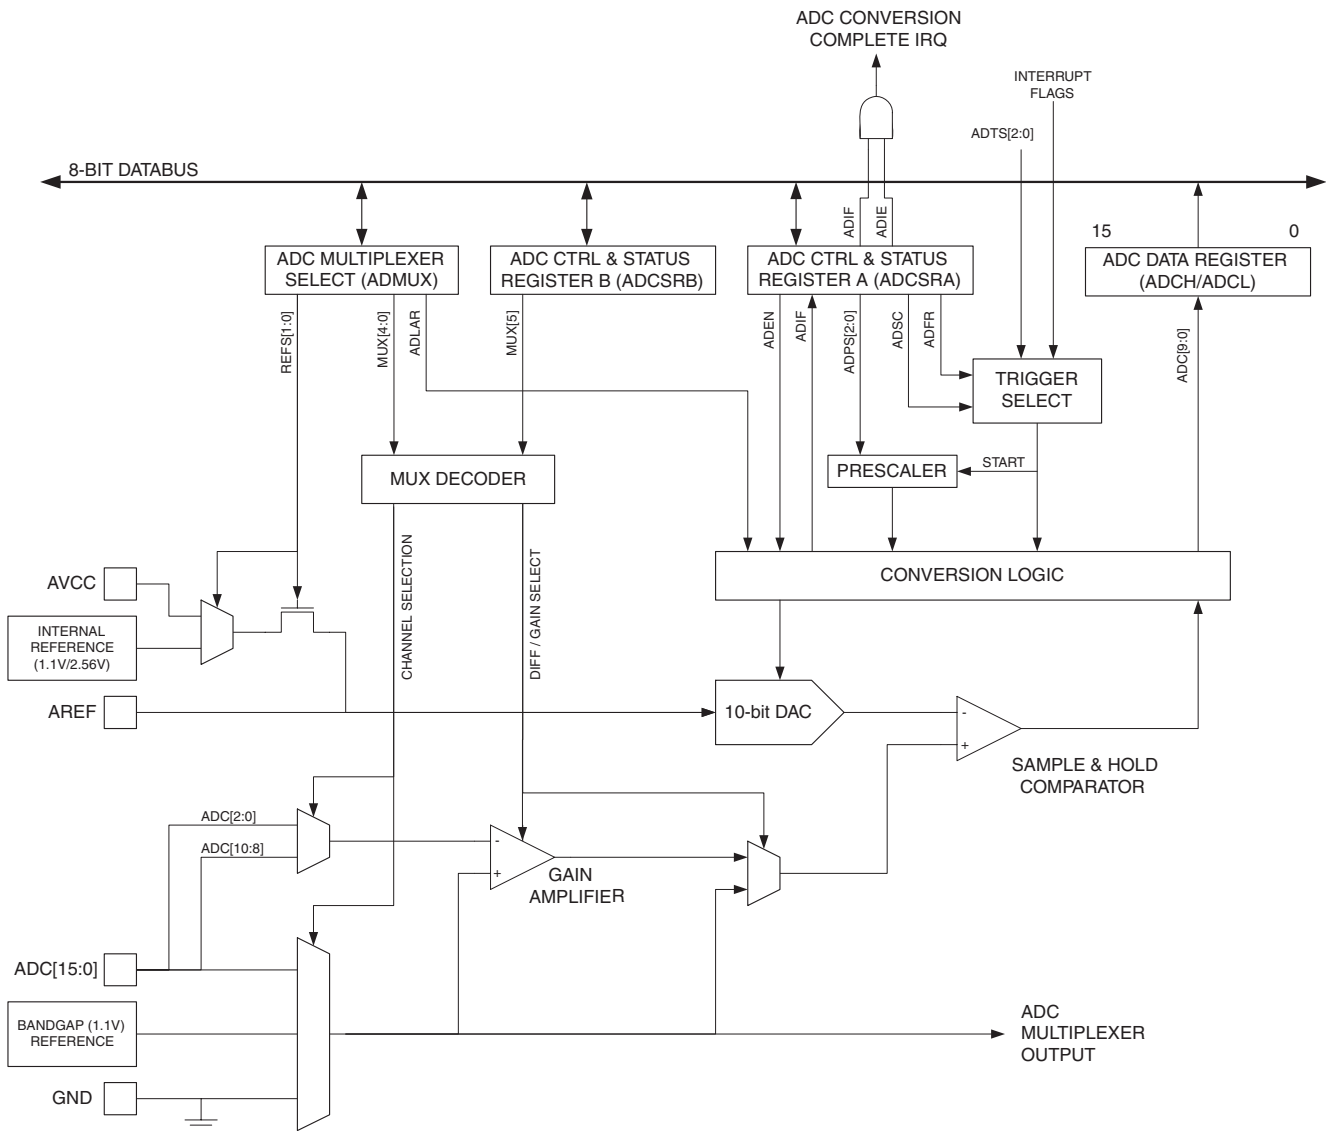 ADC CONVERSION
COMPLETE IRQ
INTERRUPT
FLAGS
ADTS[2:0]
8-BIT DATABUS
ADIF
ADIE
15
0
ADC MULTIPLEXER
SELECT (ADMUX)
ADC CTRL & STATUS
REGISTER B (ADCSRB)
ADC CTRL & STATUS
REGISTER A (ADCSRA)
ADC DATA REGISTER
(ADCH/ADCL)
REFS[1:0]
MUX[4:0]
ADLAR
MUX[5]
ADEN
ADIF
ADPS[2:0]
ADSC
ADFR
ADC[9:0]
TRIGGER
SELECT
MUX DECODER
PRESCALER
START
CHANNEL SELECTION
DIFF / GAIN SELECT
CONVERSION LOGIC
AVCC
INTERNAL
REFERENCE
(1.1V/2.56V)
AREF
10-bit DAC
-
+
SAMPLE & HOLD
COMPARATOR
ADC[2:0]
ADC[10:8]
-
+
GAIN
AMPLIFIER
ADC[15:0]
BANDGAP (1.1V)
REFERENCE
ADC
MULTIPLEXER
OUTPUT
GND